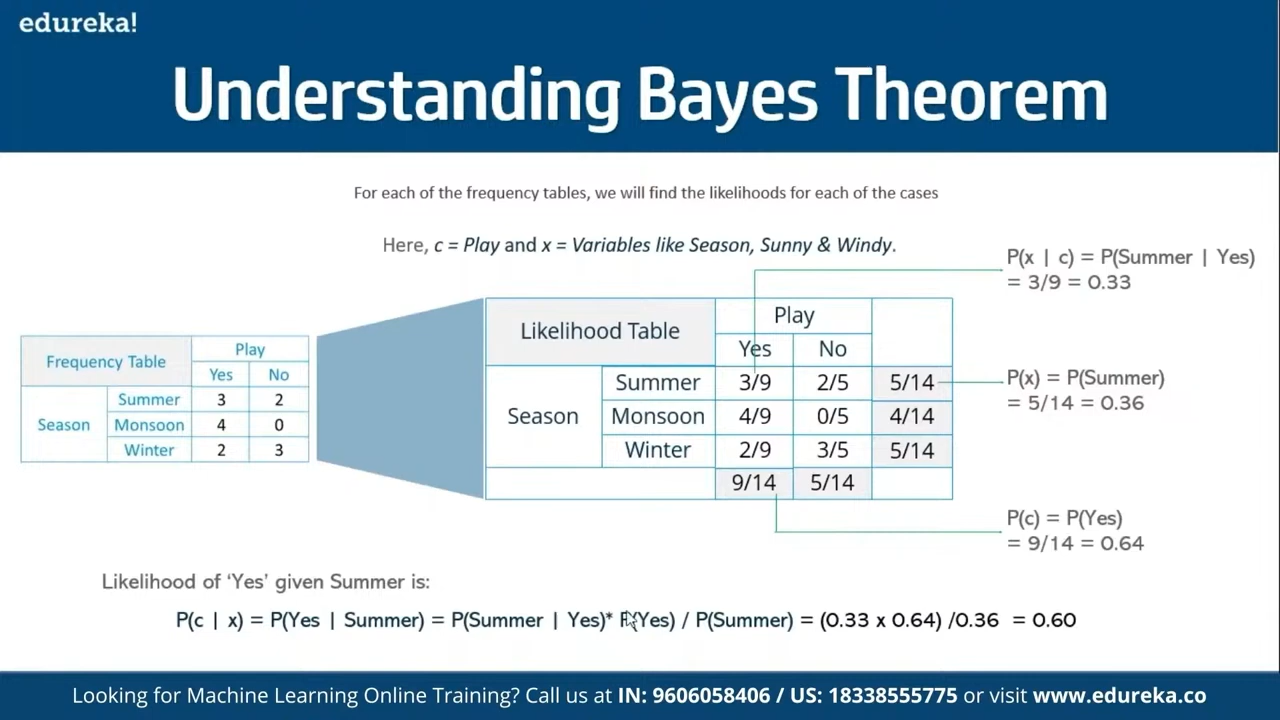 edureka!
Understanding Bayes Theorem
For each of the frequency tables, we will find the likelihoods for each of the cases
Here, c = Play and x = Variables like Season, Sunny & Windy.
P(x | c) = P(Summer | Yes)
= 3/9 = 0.33
Frequency Table Play
Yes No
Season Summer 3 2
Monsoon 4 0
Winter 2 3
Likelihood Table Play
Yes No
Season Summer 3/9 2/5 5/14
Monsoon 4/9 0/5 4/14
Winter 2/9 3/5 5/14
9/14 5/14
P(x) = P(Summer)
= 5/14 = 0.36
P(c) = P(Yes)
= 9/14 = 0.64
Likelihood of ‘Yes’ given Summer is:
P(c | x) = P(Yes | Summer) = P(Summer | Yes)* P(Yes) / P(Summer) = (0.33 x 0.64) /0.36 = 0.60
Looking for Machine Learning Online Training? Call us at IN: 9606058406 / US: 18338555775 or visit www.edureka.co